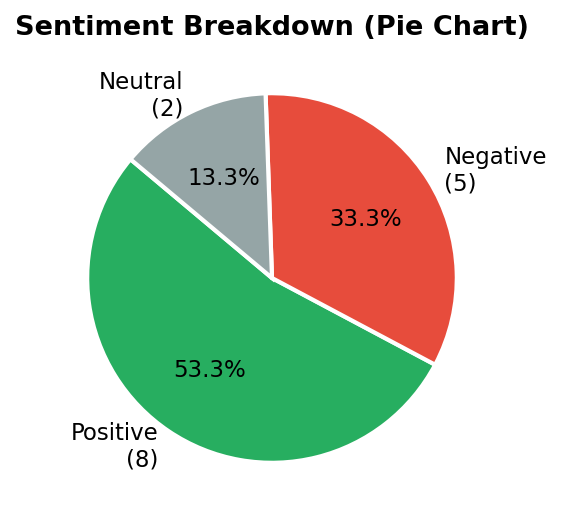 Sentiment Breakdown (Pie Chart)
Neutral
(2)
13.3%
Negative
(5)
33.3%
53.3%
Positive
(8)